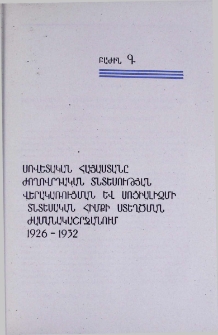 ԲԱԺԻՆ Գ
ՍՈՎԵՏԱԿԱՆ ՀԱՅԱՍՏԱՆԸ
ԺՈՂՈՎՐԴԱԿԱՆ ՏՆՏԵՍՈՒԹՅԱՆ
ՎԵՐԱԿԱՌՈՒՑՄԱՆ ԵՎ ՍՈՑԻԱԼԻԶՄԻ
ՏՆՏԵՍԱԿԱՆ ՀԻՄՔԻ ՍՏԵՂԾՄԱՆ
ԺԱՄԱՆԱԿԱՇՐՋԱՆՈՒՄ
1926 - 1932